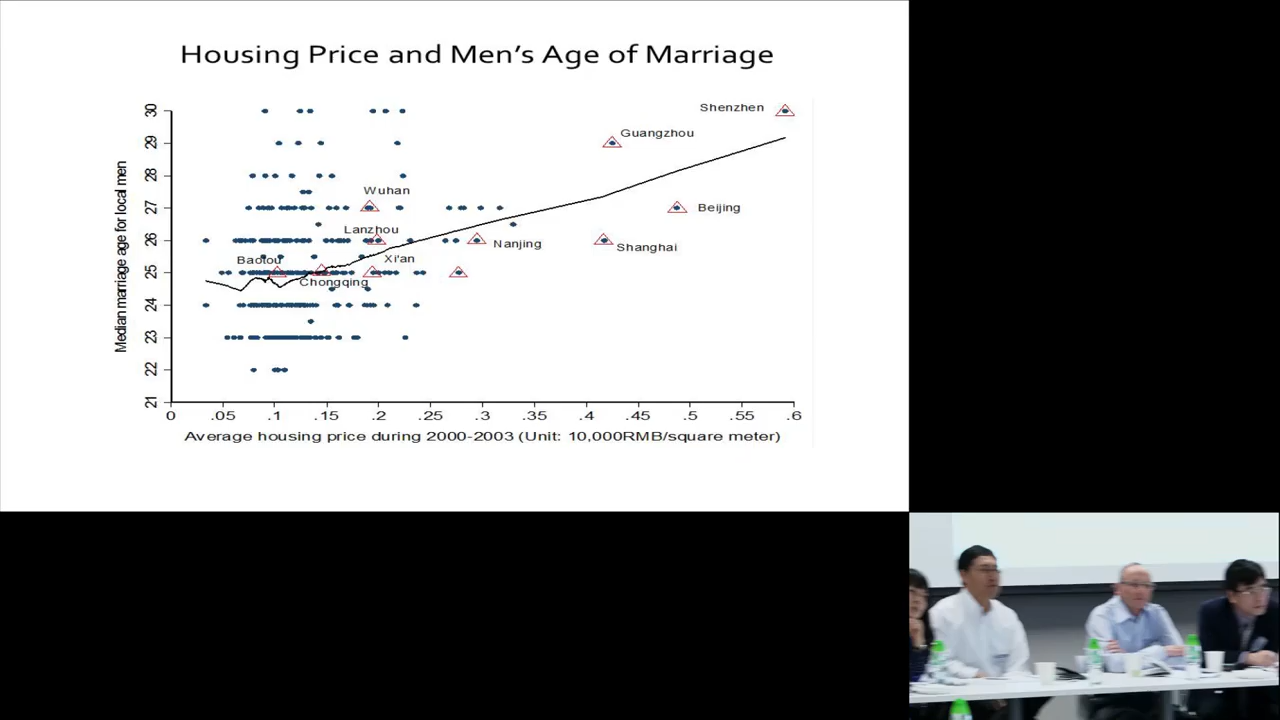 Housing Price and Men's Age of Marriage
Median marriage age for local men
30
29
28
27
26
25
24
23
22
21
Shenzhen
Guangzhou
Wuhan
Beijing
Lanzhou
Nanjing
Shanghai
Baotou
Xi'an
Chongqing
0 .05 .1 .15 .2 .25 .3 .35 .4 .45 .5 .55 .6
Average housing price during 2000-2003 (Unit: 10,000RMB/square meter)